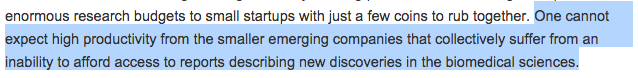 enormous research budgets to small startups with just a few coins to rub together. One cannot
expect high productivity from the smaller emerging companies that collectively suffer from an
inability to afford access to reports describing new discoveries in the biomedical sciences.